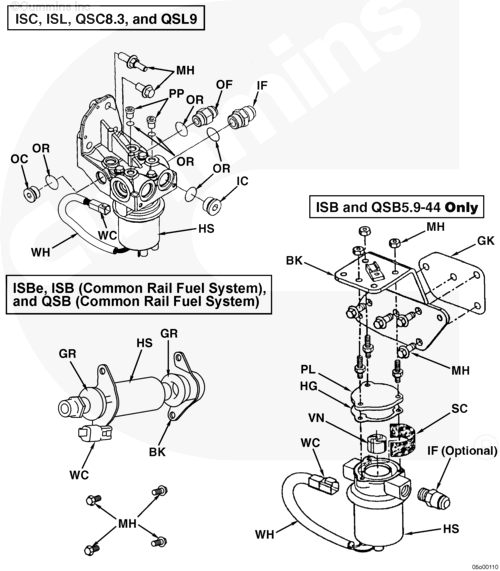 ©Cummins Inc
ISC, ISL, QSC8.3, and QSL9
MH
PP
OR
OF
IF
OR
OC
OR
OR
IC
WC
HS
WH
ISB and QSB5.9-44 Only
MH
GK
BK
ISBe, ISB (Common Rail Fuel System),
and QSB (Common Rail Fuel System)
GR
HS
GR
WC
BK
MH
PL
HG
MH
VN
SC
WC
IF (Optional)
WH
HS
05o00110